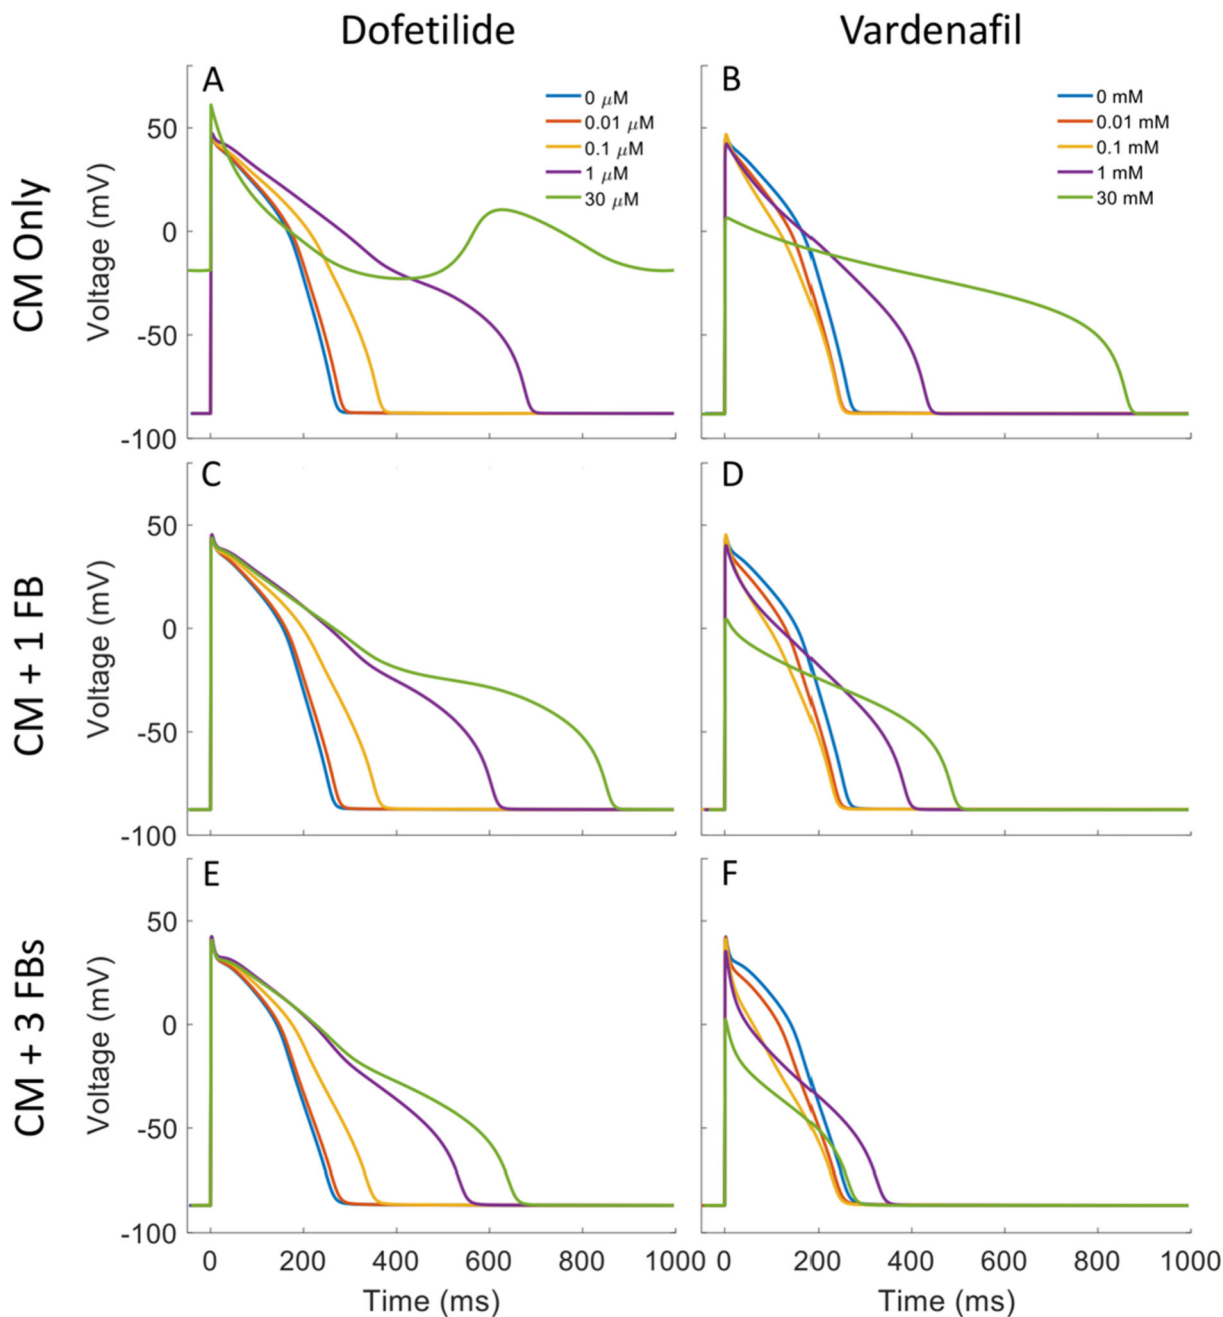 Dofetilide
Vardenafil
A
B
0 μM
0.01 μM
0.1 μM
1 μM
30 μM
0 mM
0.01 mM
0.1 mM
1 mM
30 mM
CM Only
Voltage (mV)
50
0
-50
-100
C
D
CM + 1 FB
Voltage (mV)
50
0
-50
-100
E
F
CM + 3 FBs
Voltage (mV)
50
0
-50
-100
0 200 400 600 800 1000
0 200 400 600 800 1000
Time (ms)
Time (ms)